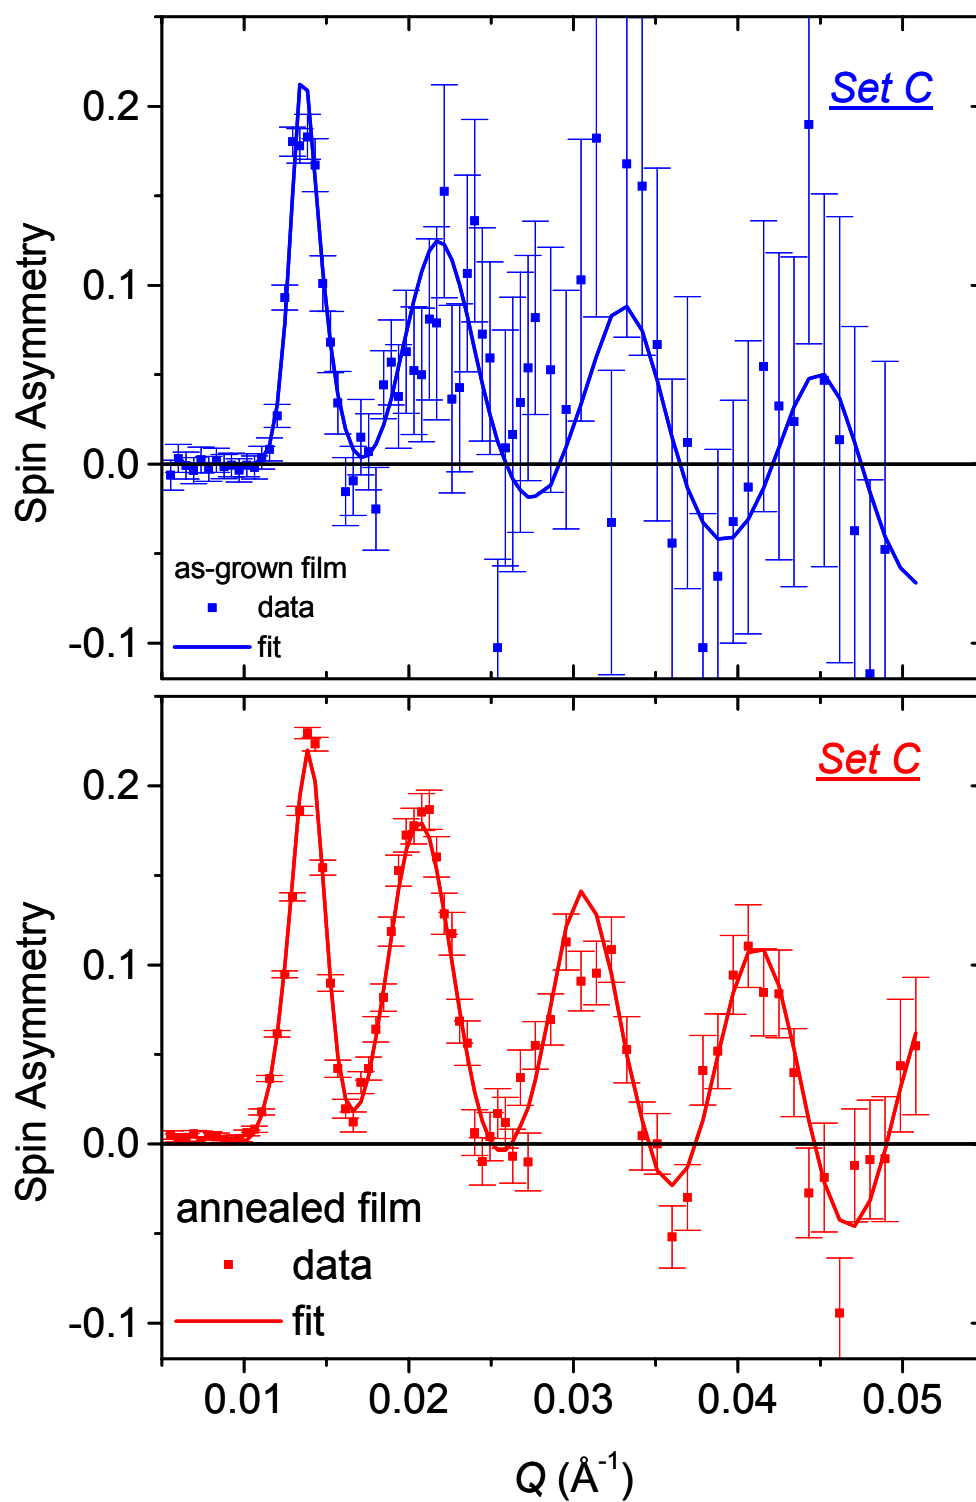 Set C
0.2
0.1
0.0
-0.1
Spin Asymmetry
as-grown film
data
fit
Set C
0.2
0.1
0.0
-0.1
Spin Asymmetry
annealed film
data
fit
0.01 0.02 0.03 0.04 0.05
Q (Å⁻¹)